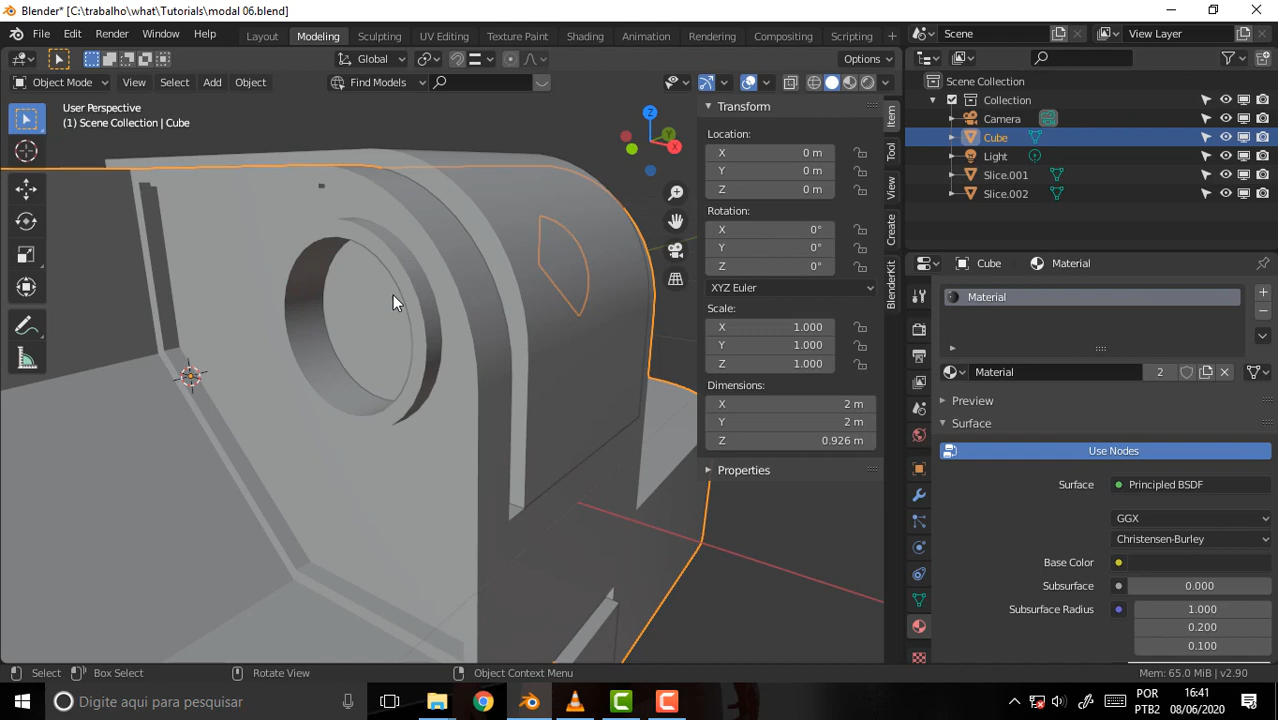 Blender* [C:\trabalho\what\Tutorials\modal 06.blend]
File Edit Render Window Help Layout Modeling Sculpting UV Editing Texture Paint Shading Animation Rendering Compositing Scripting + Scene View Layer
Global Options
Object Mode View Select Add Object Find Models
User Perspective
(1) Scene Collection | Cube
Z
Y
X
Transform
Location:
X 0 m
Y 0 m
Z 0 m
Rotation:
X 0°
Y 0°
Z 0°
XYZ Euler
Scale:
X 1.000
Y 1.000
Z 1.000
Dimensions:
X 2 m
Y 2 m
Z 0.926 m
Properties
Item
Tool
View
Create
BlenderKit
Scene Collection
Collection
Camera
Cube
Light
Slice.001
Slice.002
Cube Material
Material
Material 2
Preview
Surface
Use Nodes
Surface Principled BSDF
GGX
Christensen-Burley
Base Color
Subsurface 0.000
Subsurface Radius 1.000
0.200
0.100
Select Box Select Rotate View Object Context Menu Mem: 65.0 MiB | v2.90
Digite aqui para pesquisar
POR
PTB2
16:41
08/06/2020